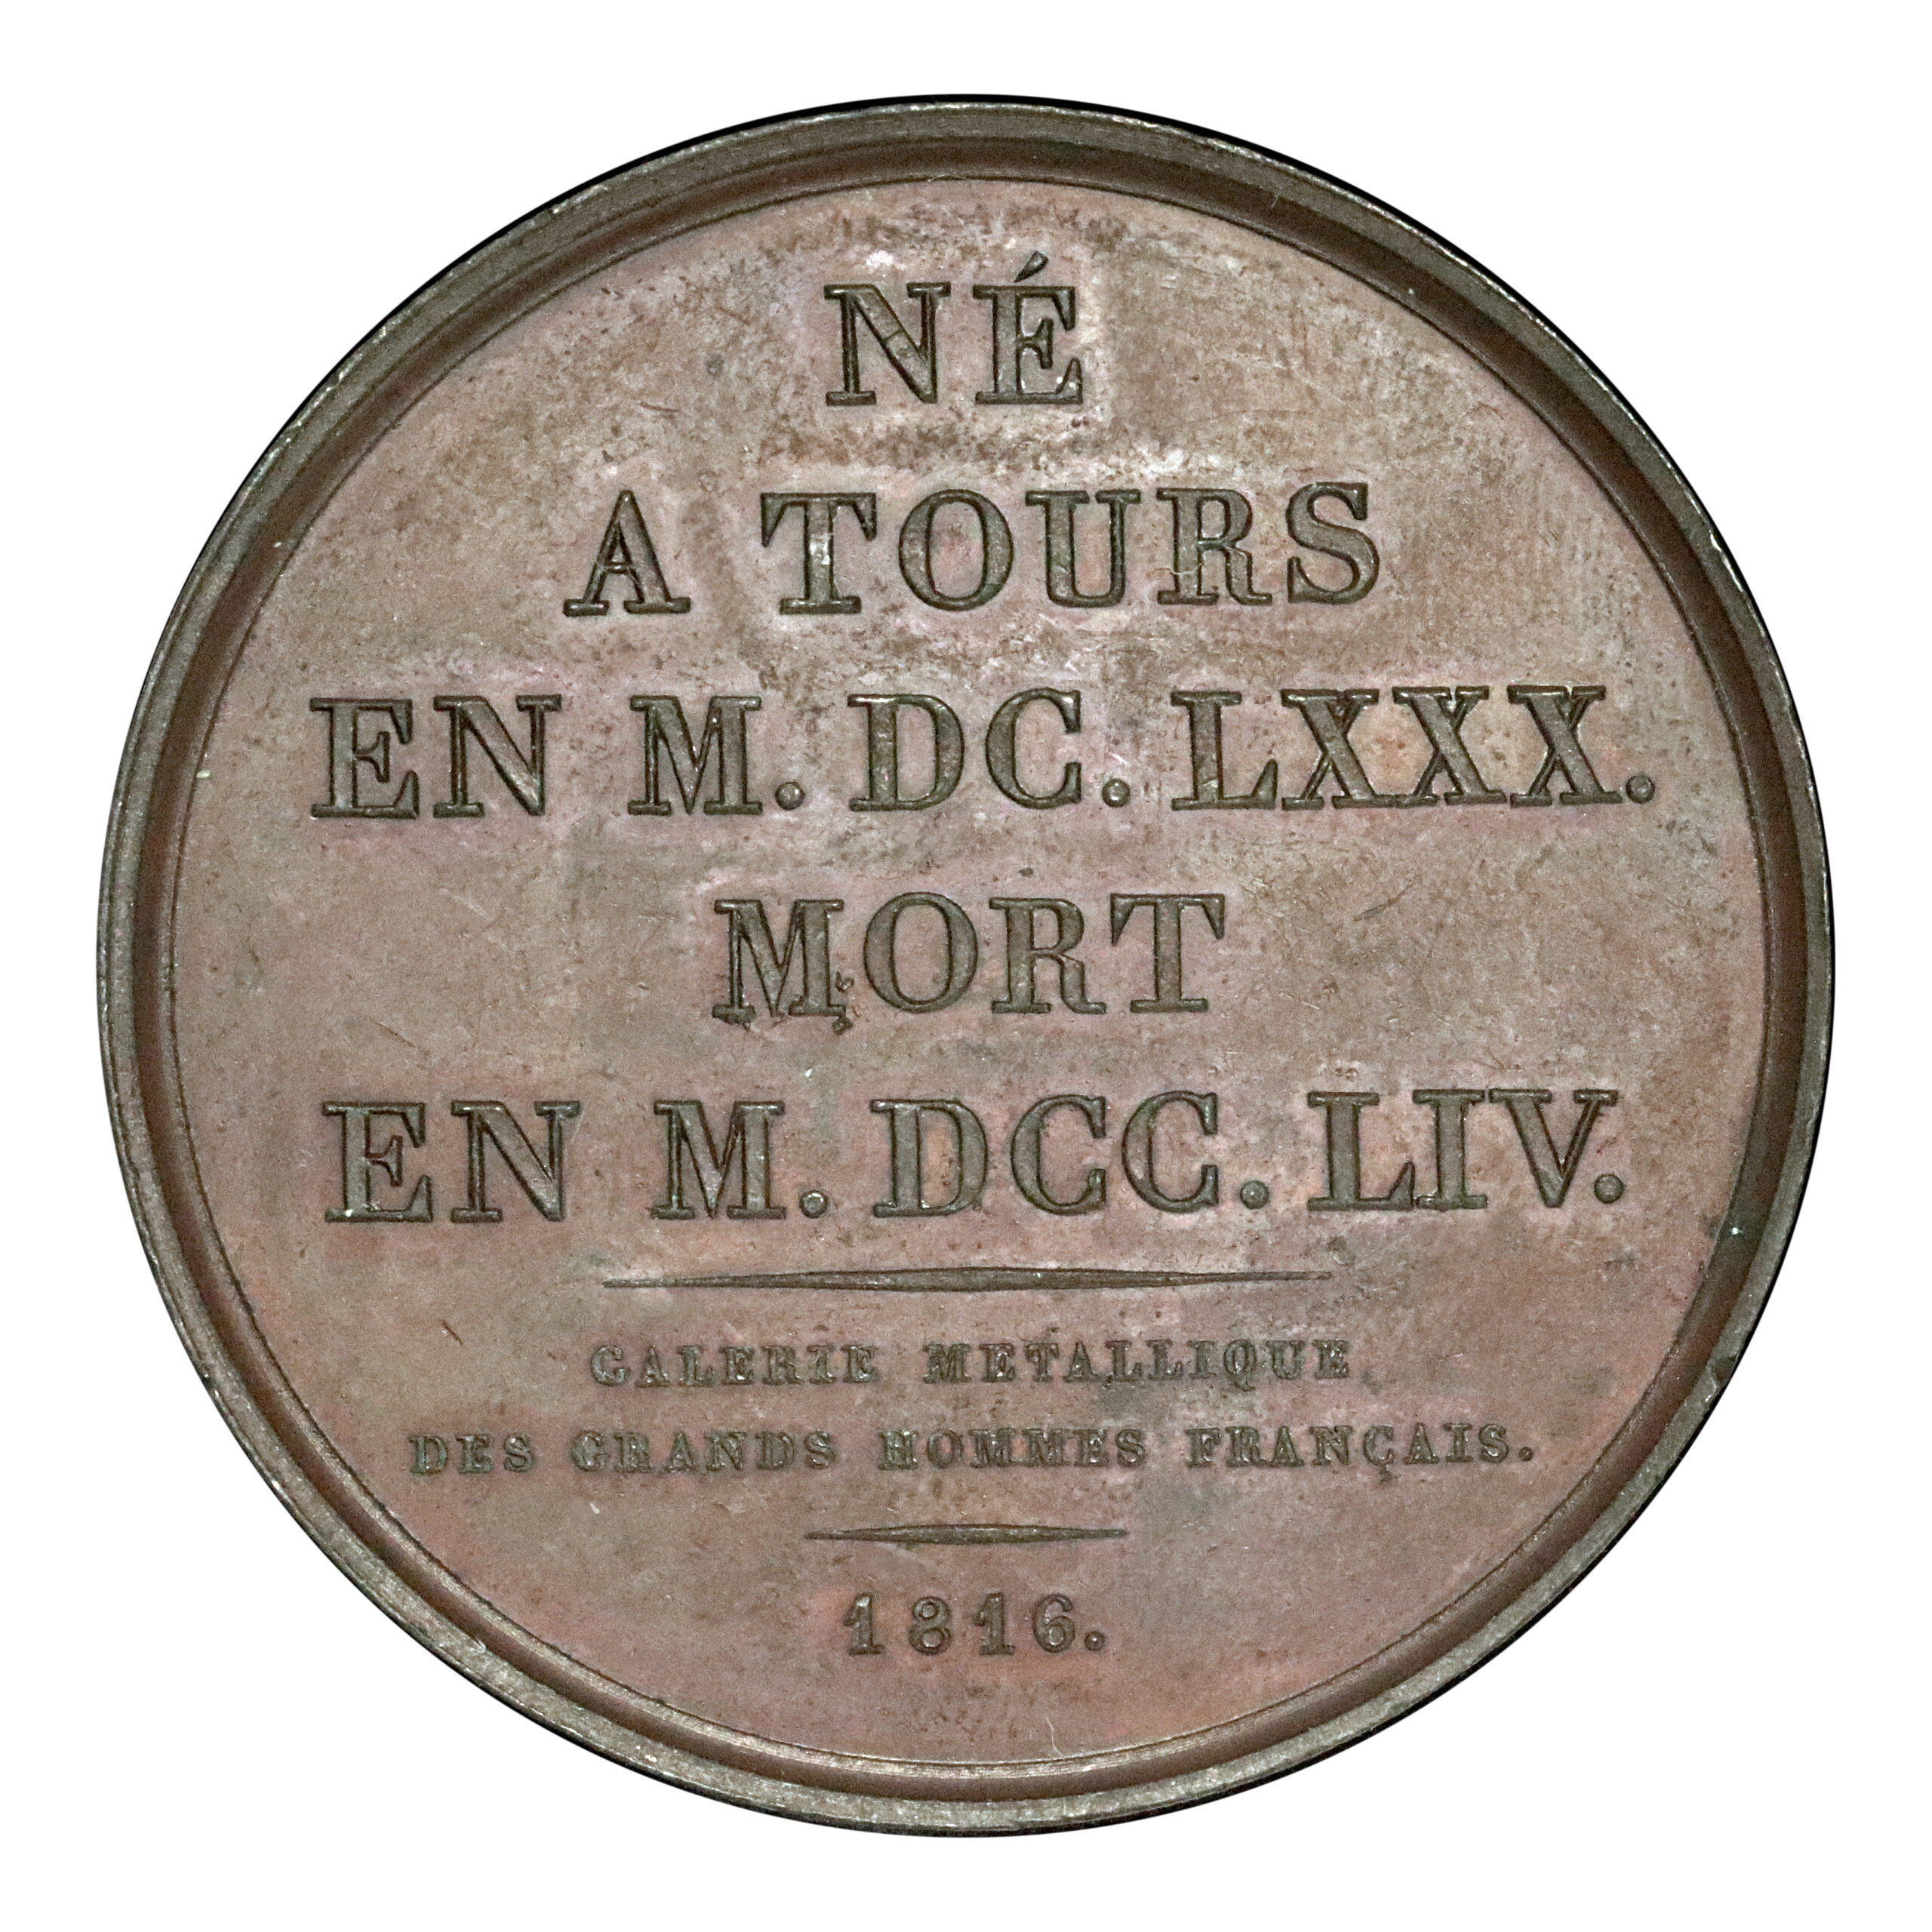 NÉ
A TOURS
EN M. DC. LXXX.
MORT
EN M. DCC. LIV.
GALERIE METALLIQUE
DES GRANDS HOMMES FRANÇAIS.
1816.